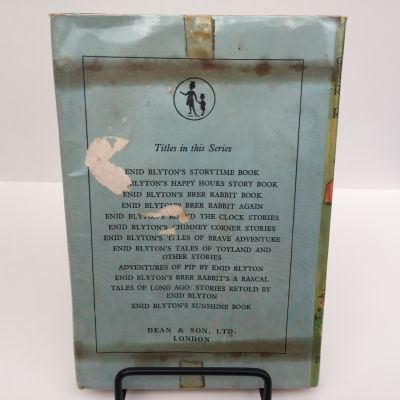 Titles in this Series
ENID BLYTON'S STORYTIME BOOK
BLYTON'S HAPPY HOURS STORY BOOK
ENID BLYTON'S BRER RABBIT BOOK
ENID BLYTON'S BRER RABBIT AGAIN
ENID BLYTON'S ROUND THE CLOCK STORIES
ENID BLYTON'S CHIMNEY CORNER STORIES
ENID BLYTON'S TALES OF BRAVE ADVENTURE
ENID BLYTON'S TALES OF TOYLAND AND
OTHER STORIES
ADVENTURES OF PIP BY ENID BLYTON
ENID BLYTON'S BRER RABBIT'S A RASCAL
TALES OF LONG AGO: STORIES RETOLD BY
ENID BLYTON
ENID BLYTON'S SUNSHINE BOOK
DEAN & SON, LTD.
LONDON